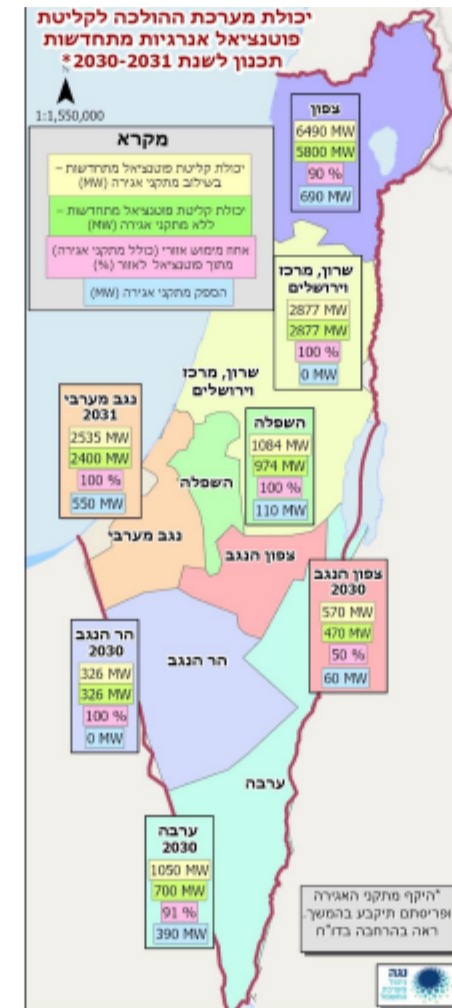 יכולת מערכת ההולכה לקליטת
פוטנציאל אנרגיות מתחדשות
תכנון לשנת 2030-2031*
1:1,550,000
מקרא
יכולת קליטת פוטנציאל מתחדשות –
בשילוב מתקני אגירה (MW)
יכולת קליטת פוטנציאל מתחדשות –
ללא מתקני אגירה (MW)
אחוז מימוש אזורי (כולל מתקני אגירה)
מתוך פוטנציאל לאזור (%)
הספק מתקני אגירה (MW)
צפון
6490 MW
5800 MW
90 %
690 MW
שרון, מרכז
וירושלים
2877 MW
2877 MW
100 %
0 MW
שרון, מרכז
וירושלים
נגב מערבי
2031
2535 MW
2400 MW
100 %
550 MW
השפלה
1084 MW
974 MW
100 %
110 MW
השפלה
נגב מערבי
צפון הנגב
צפון הנגב
2030
570 MW
470 MW
50 %
60 MW
הר הנגב
2030
326 MW
326 MW
100 %
0 MW
הר הנגב
ערבה
ערבה
2030
1050 MW
700 MW
91 %
390 MW
*היקף מתקני האגירה
ופריסתם תיקבע בהמשך.
ראה בהרחבה בדו"ח
נגה